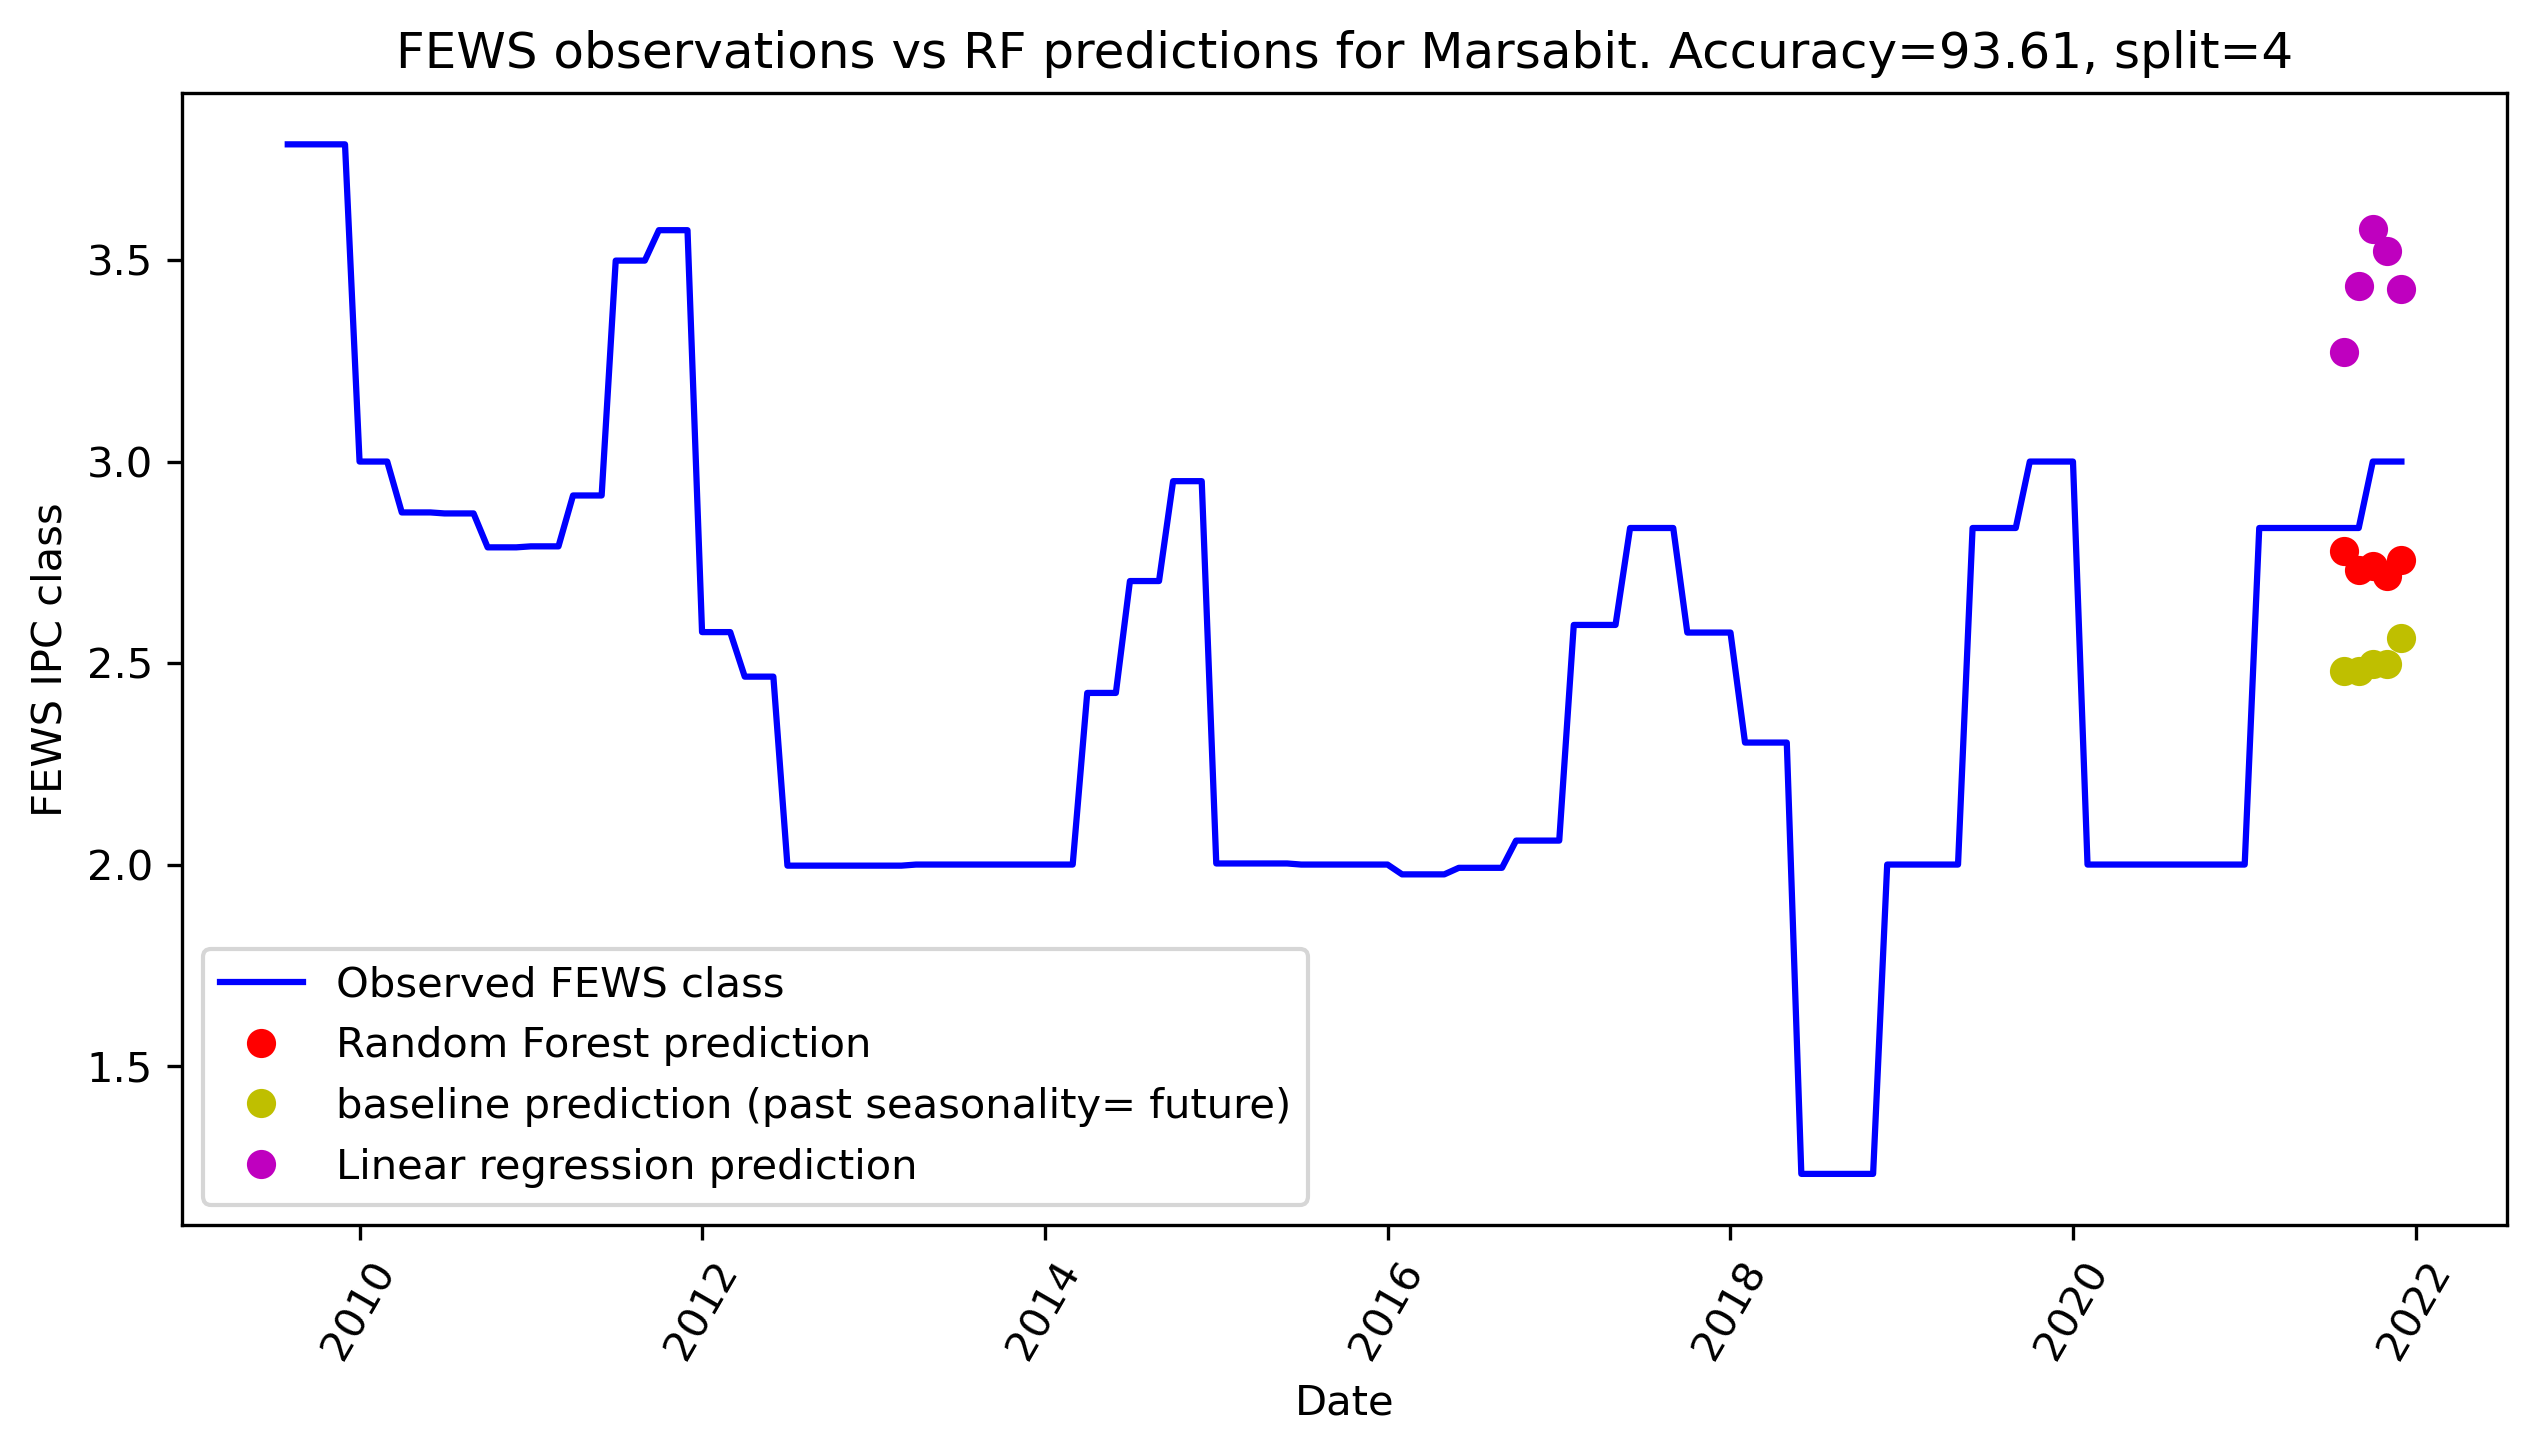 FEWS observations vs RF predictions for Marsabit. Accuracy=93.61, split=4
FEWS IPC class
3.5
3.0
2.5
2.0
1.5
Observed FEWS class
Random Forest prediction
baseline prediction (past seasonality= future)
Linear regression prediction
2010
2012
2014
2016
2018
2020
2022
Date